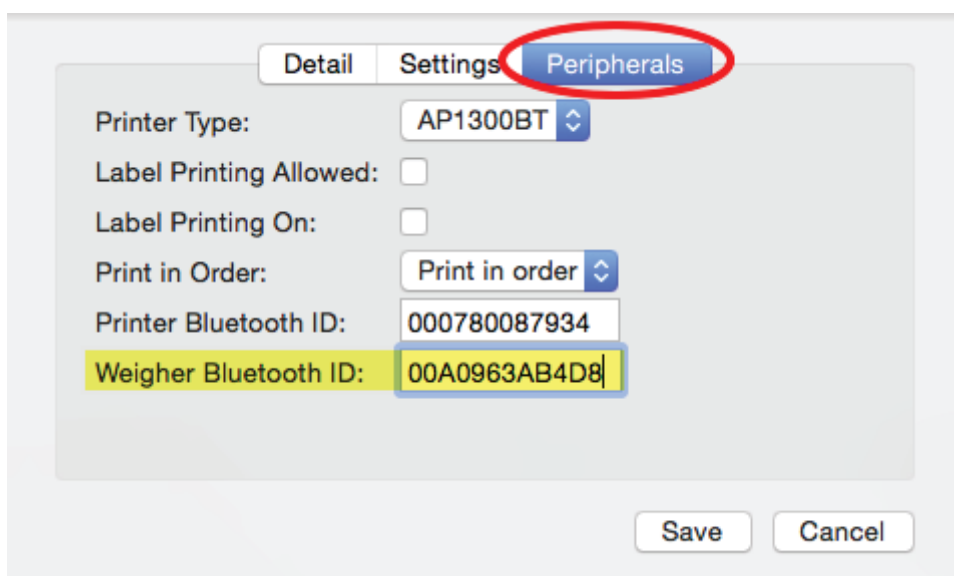 Detail Settings Peripherals
Printer Type: AP1300BT
Label Printing Allowed:
Label Printing On:
Print in Order: Print in order
Printer Bluetooth ID: 000780087934
Weigher Bluetooth ID: 00A0963AB4D8
Save Cancel